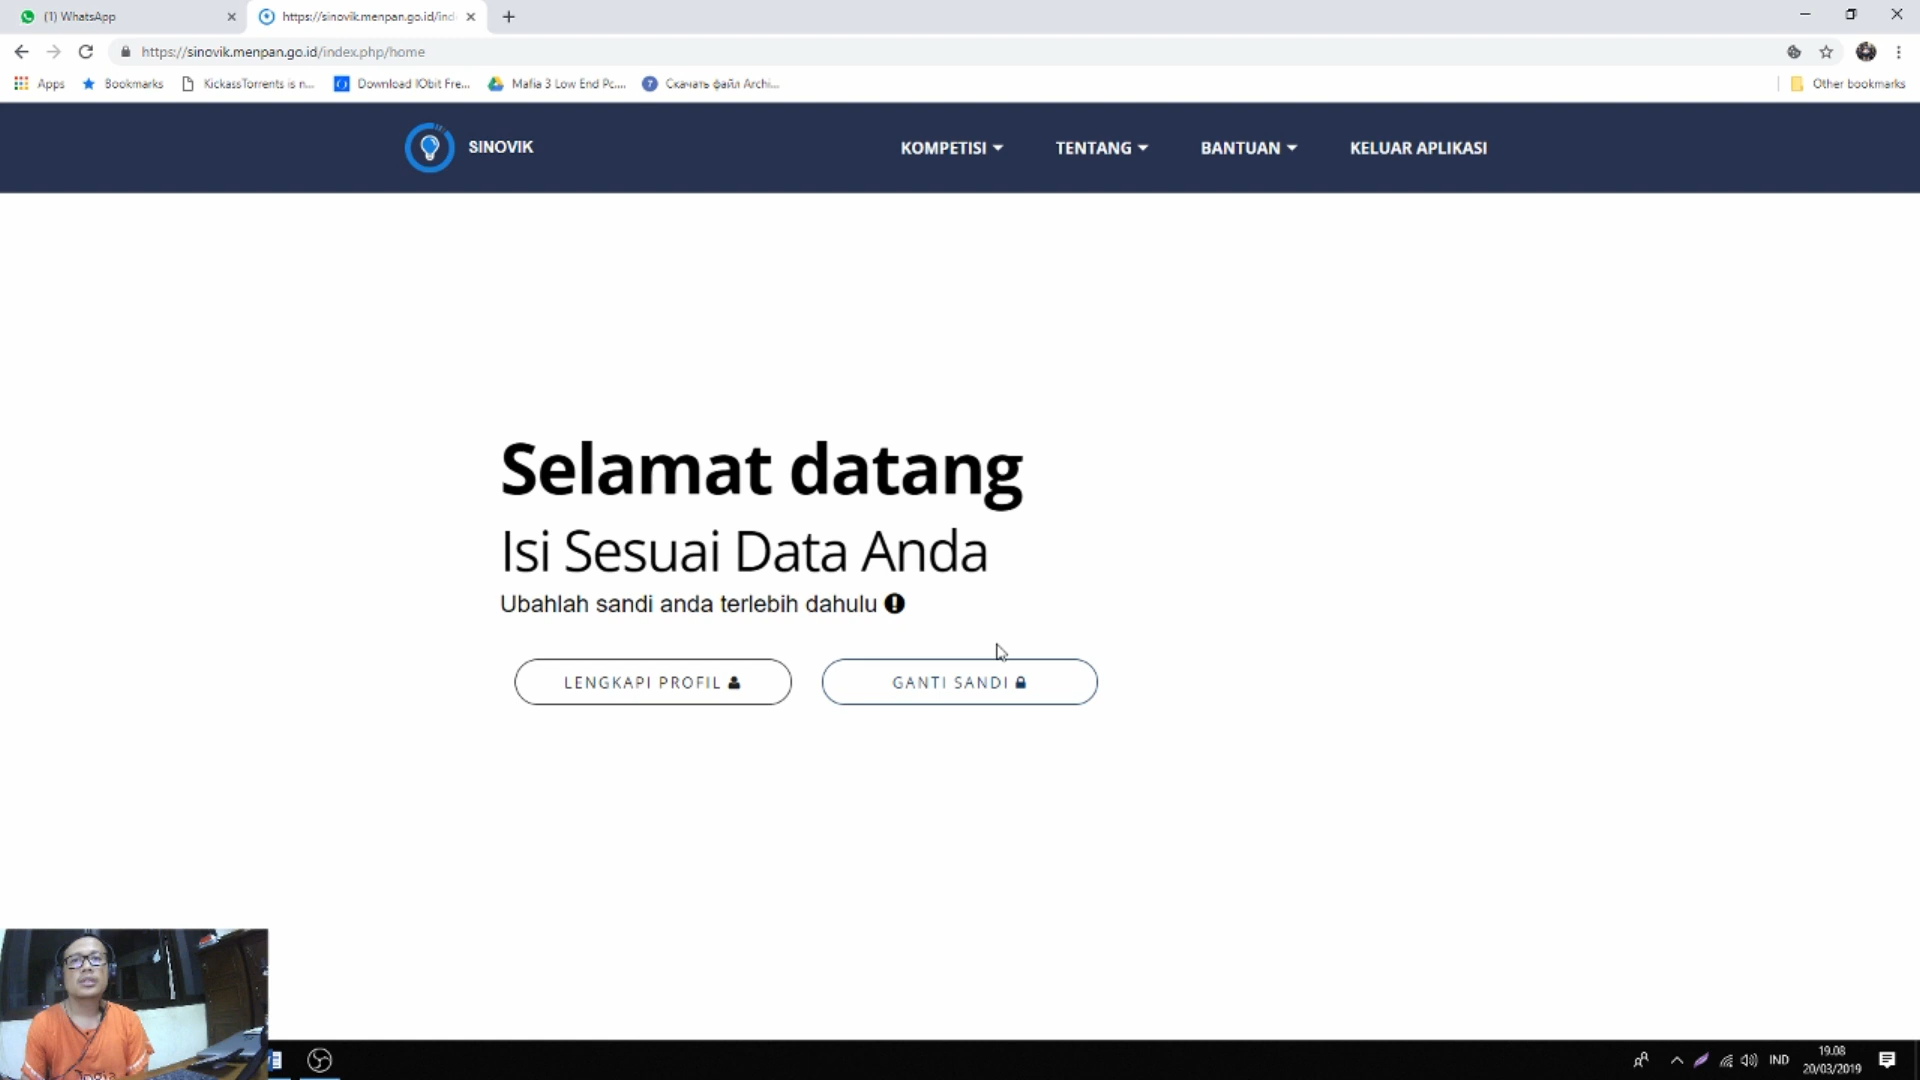 (1) WhatsApp
https://sinovik.menpan.go.id/ind
https://sinovik.menpan.go.id/index.php/home
Apps
Bookmarks
KickassTorrents is n...
Download IObit Fre...
Mafia 3 Low End Pc....
Скачать файл Archi...
Other bookmarks
SINOVIK
KOMPETISI
TENTANG
BANTUAN
KELUAR APLIKASI
Selamat datang
Isi Sesuai Data Anda
Ubahlah sandi anda terlebih dahulu
LENGKAPI PROFIL
GANTI SANDI
IND
19.08
20/03/2019